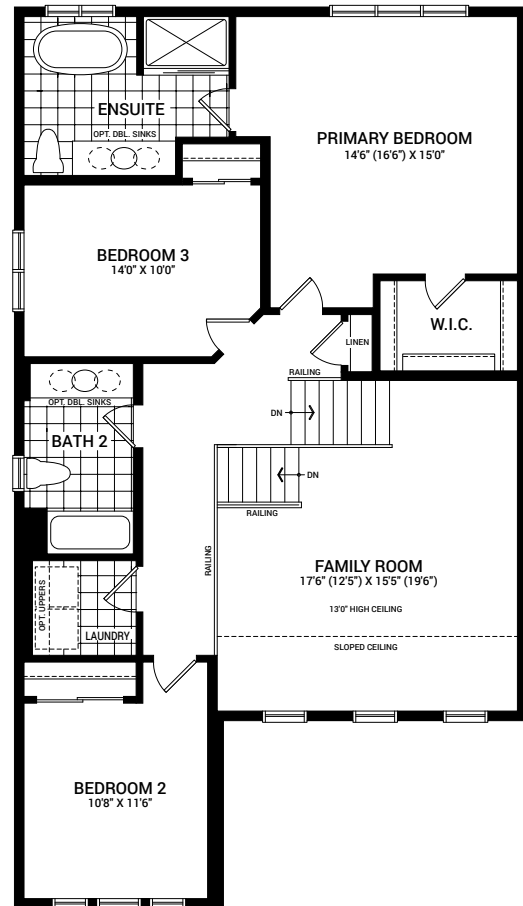 ENSUITE
OPT. DBL. SINKS
PRIMARY BEDROOM
14'6" (16'6") X 15'0"
BEDROOM 3
14'0" X 10'0"
W.I.C.
LINEN
RAILING
DN
OPT. DBL. SINKS
BATH 2
DN
RAILING
RAILING
FAMILY ROOM
17'6" (12'5") X 15'5" (19'6")
13'0" HIGH CEILING
SLOPED CEILING
OPT. UPPERS
LAUNDRY
BEDROOM 2
10'8" X 11'6"